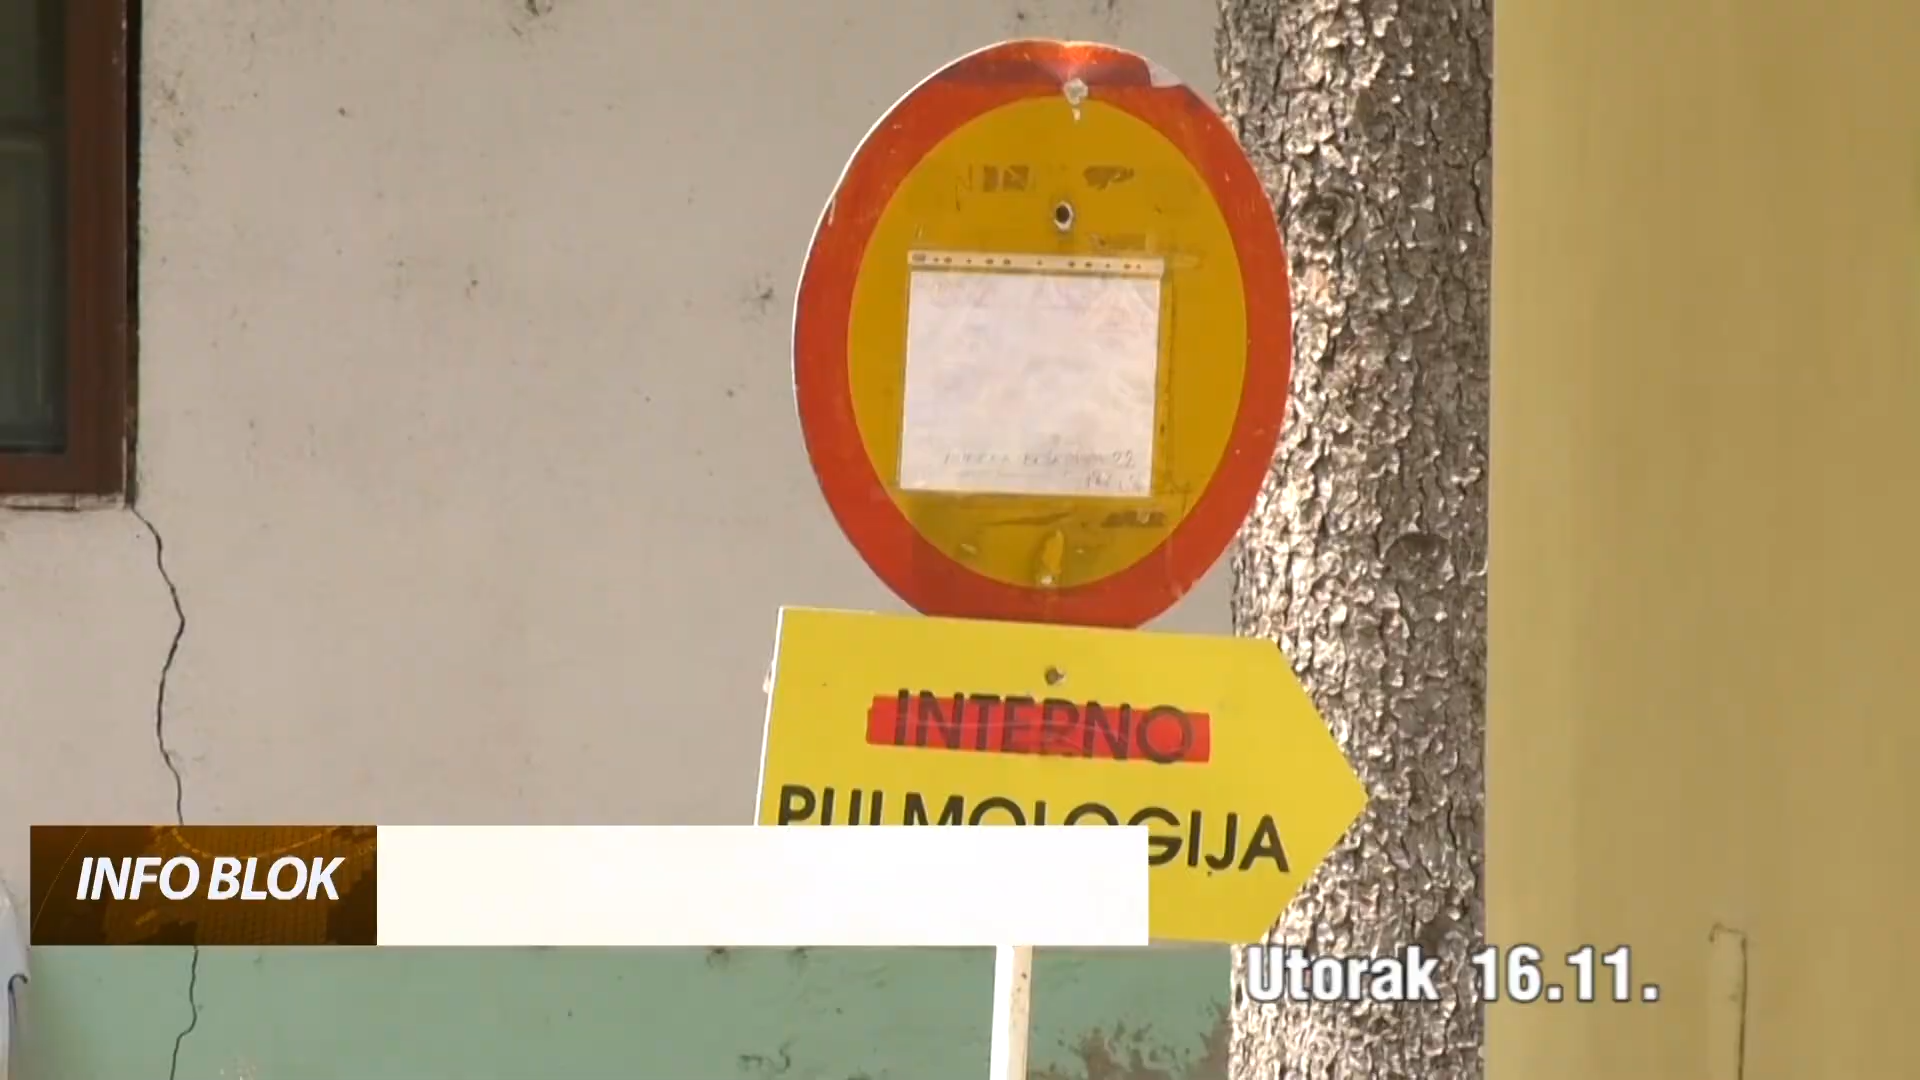 INTERNO
PULMOLOGIJA
INFO BLOK
Utorak 16.11.